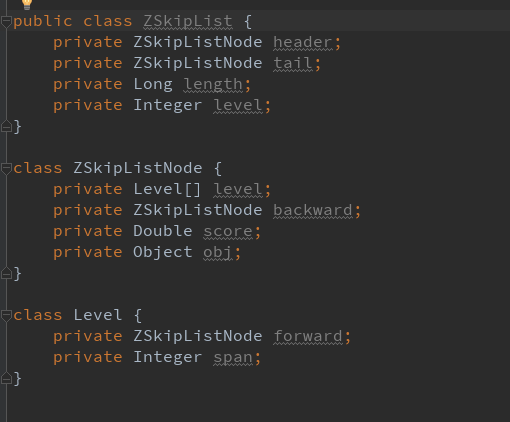 public class ZSkipList {
    private ZSkipListNode header;
    private ZSkipListNode tail;
    private Long length;
    private Integer level;
}

class ZSkipListNode {
    private Level[] level;
    private ZSkipListNode backward;
    private Double score;
    private Object obj;
}

class Level {
    private ZSkipListNode forward;
    private Integer span;
}